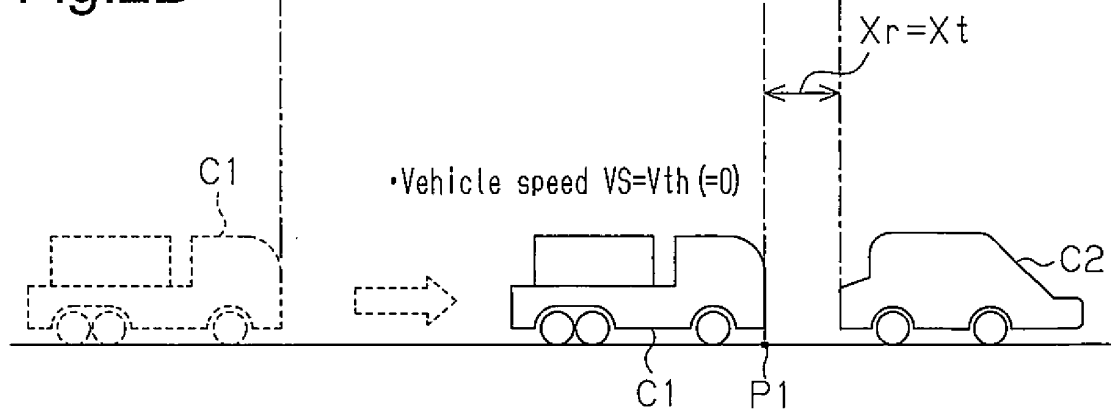 Xr=Xt
C1
•Vehicle speed VS=Vth(=0)
C2
C1
P1